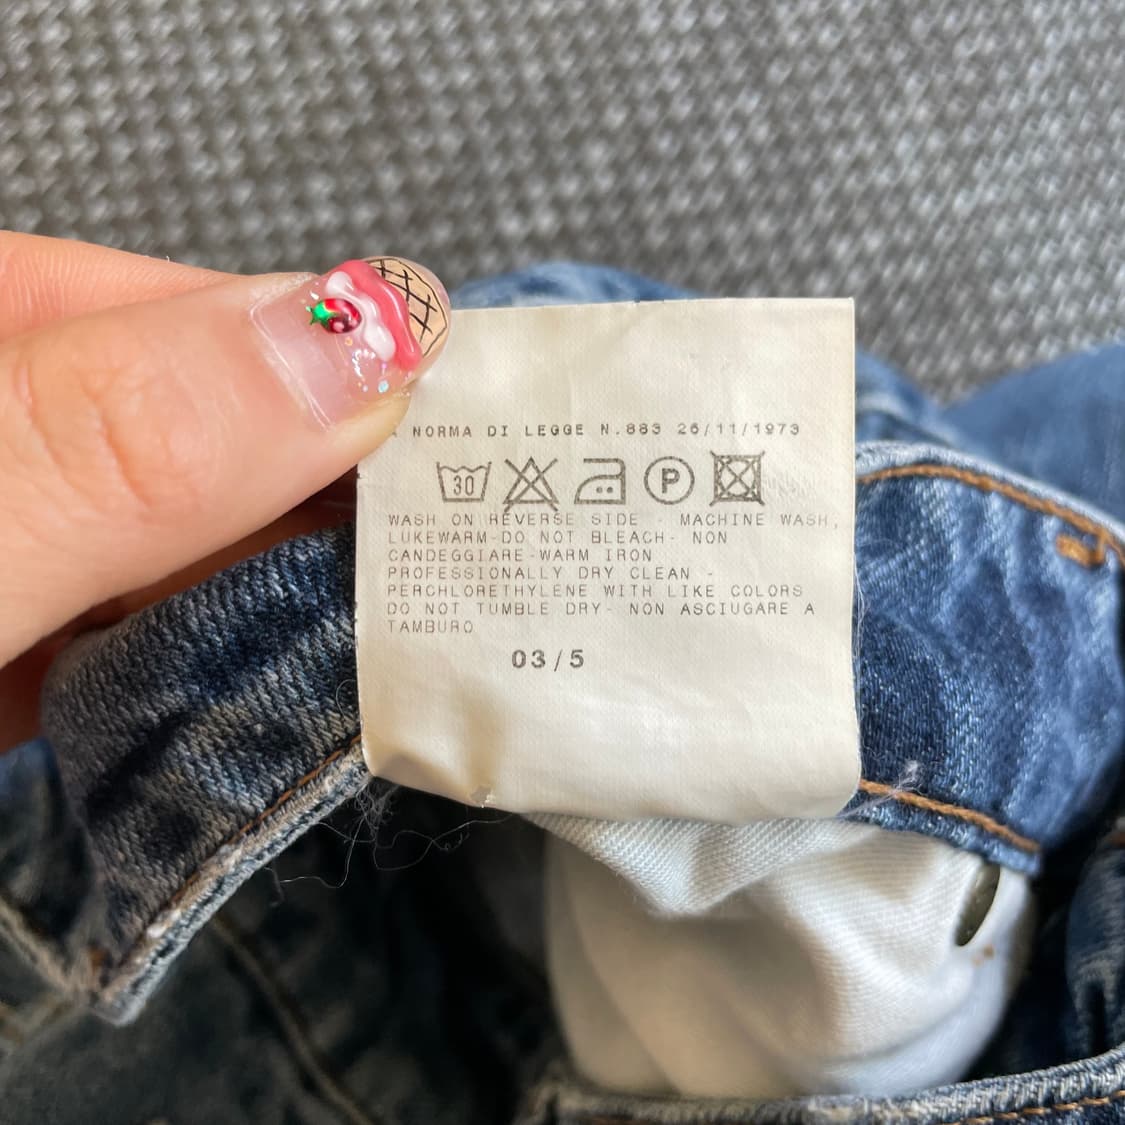 NORMA DI LEGGE N.883 26/11/1973
30 P
WASH ON REVERSE SIDE - MACHINE WASH,
LUKEWARM-DO NOT BLEACH- NON
CANDEGGIARE-WARM IRON
PROFESSIONALLY DRY CLEAN -
PERCHLORETHYLENE WITH LIKE COLORS
DO NOT TUMBLE DRY- NON ASCIUGARE A
TAMBURO
03/5